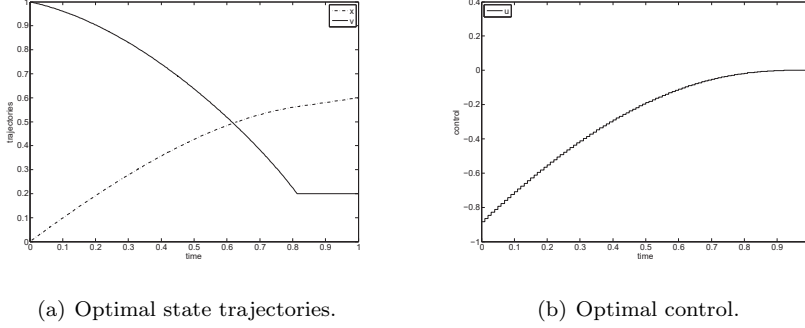 1
0.9
0.8
0.7
0.6
0.5
0.4
0.3
0.2
0.1
0
trajectories
x
v
0 0.1 0.2 0.3 0.4 0.5 0.6 0.7 0.8 0.9 1
time
(a) Optimal state trajectories.
0.4
0.2
0
−0.2
−0.4
−0.6
−0.8
−1
control
u
0 0.1 0.2 0.3 0.4 0.5 0.6 0.7 0.8 0.9 1
time
(b) Optimal control.